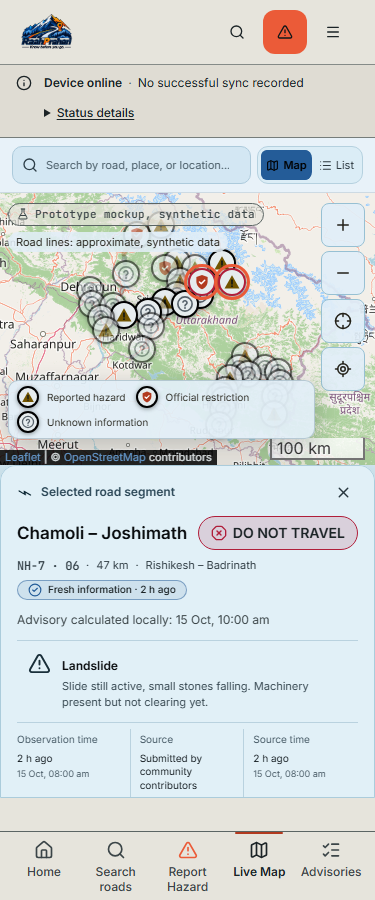 Know before you go
Device online · No successful sync recorded
Status details
Search by road, place, or location...
Map
List
Prototype mockup, synthetic data
Road lines: approximate, synthetic data
Uttarakhand
Saharanpur
Kotdwar
Muzaffarnagar
Reported hazard
Official restriction
Unknown information
सुदूरपश्चिम
प्रदेश
Meerut
100 km
Leaflet | © OpenStreetMap contributors
Selected road segment
Chamoli – Joshimath
DO NOT TRAVEL
NH-7 · 06 · 47 km · Rishikesh – Badrinath
Fresh information · 2 h ago
Advisory calculated locally: 15 Oct, 10:00 am
Landslide
Slide still active, small stones falling. Machinery
present but not clearing yet.
Observation time
2 h ago
15 Oct, 08:00 am
Source
Submitted by
community
contributors
Source time
2 h ago
15 Oct, 08:00 am
Home
Search
roads
Report
Hazard
Live Map
Advisories